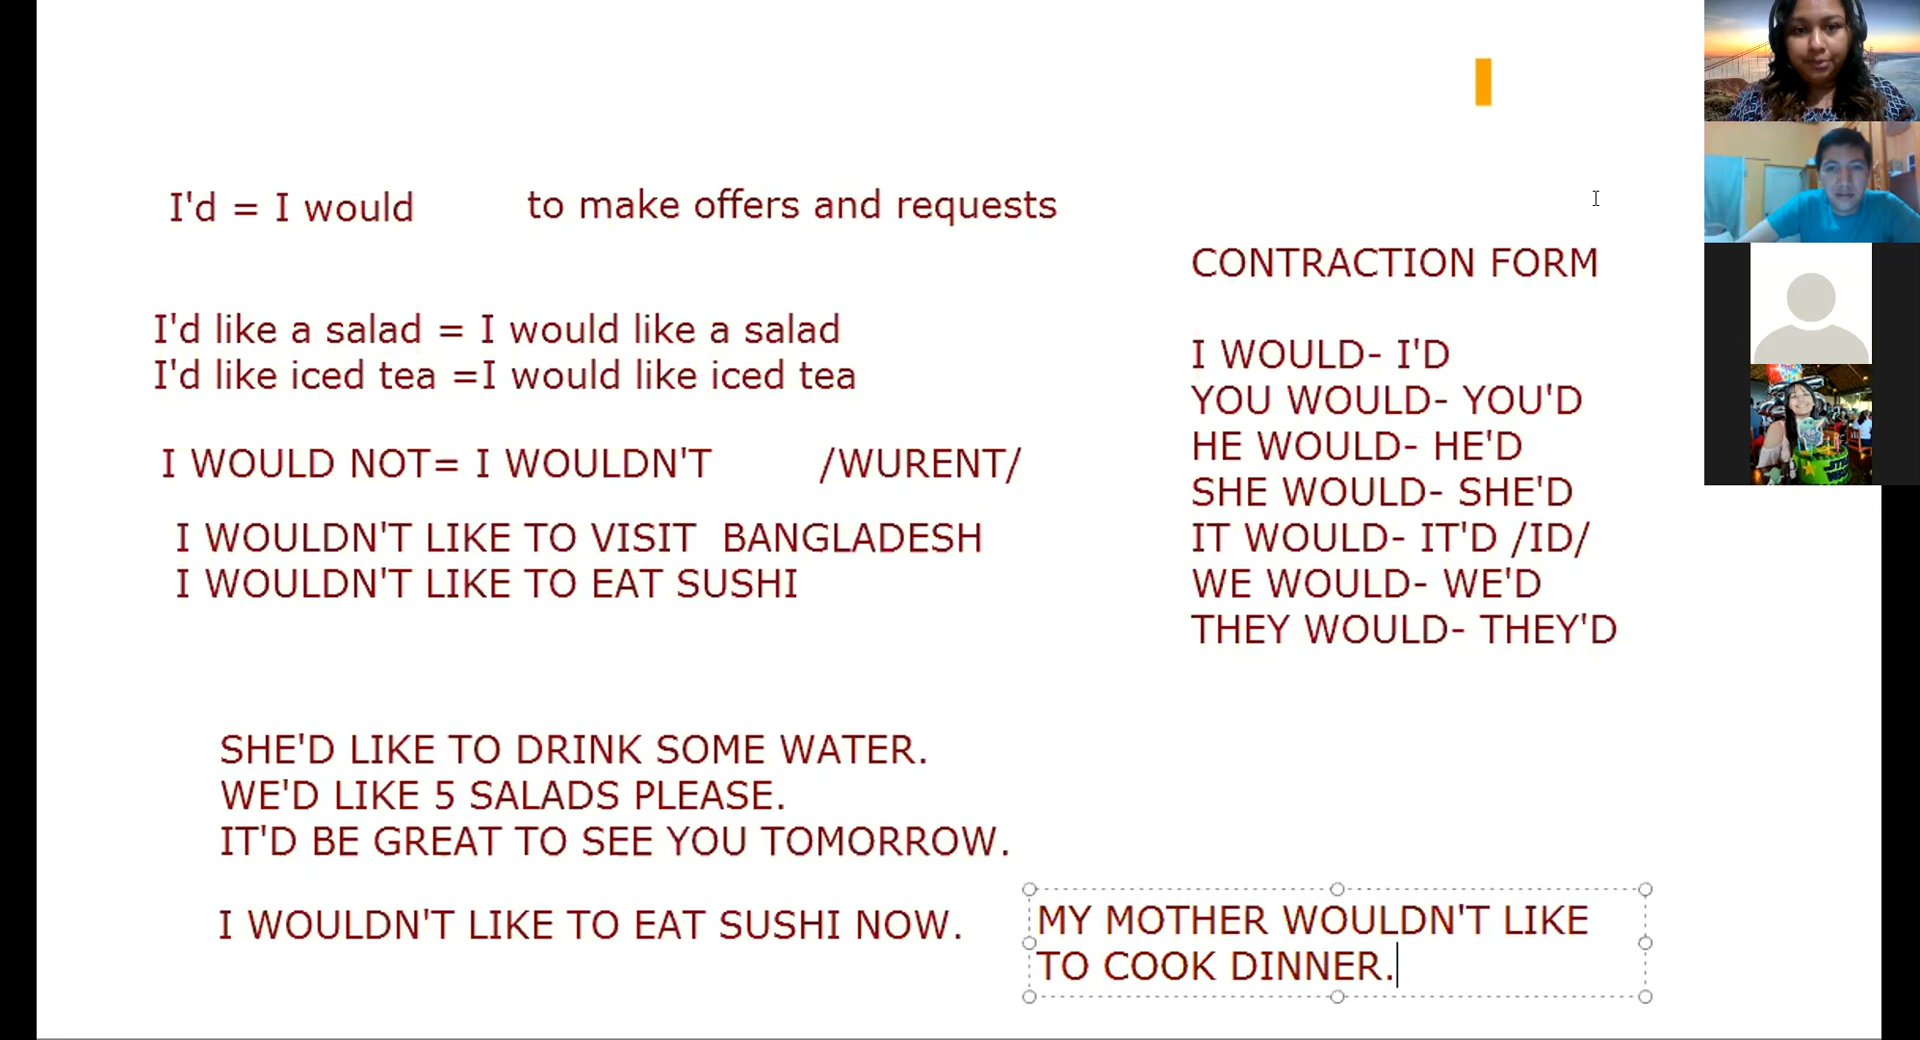 I'd = I would
to make offers and requests
I'd like a salad = I would like a salad
I'd like iced tea =I would like iced tea
I WOULD NOT= I WOULDN'T
/WURENT/
I WOULDN'T LIKE TO VISIT BANGLADESH
I WOULDN'T LIKE TO EAT SUSHI
CONTRACTION FORM
I WOULD- I'D
YOU WOULD- YOU'D
HE WOULD- HE'D
SHE WOULD- SHE'D
IT WOULD- IT'D /ID/
WE WOULD- WE'D
THEY WOULD- THEY'D
SHE'D LIKE TO DRINK SOME WATER.
WE'D LIKE 5 SALADS PLEASE.
IT'D BE GREAT TO SEE YOU TOMORROW.
I WOULDN'T LIKE TO EAT SUSHI NOW.
MY MOTHER WOULDN'T LIKE
TO COOK DINNER.